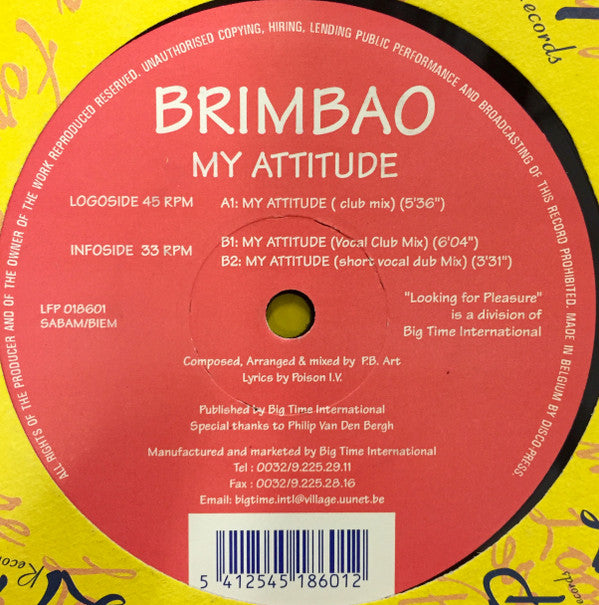 ALL RIGHTS OF THE PRODUCER AND OF THE OWNER OF THE WORK REPRODUCED RESERVED. UNAUTHORISED COPYING, HIRING, LENDING PUBLIC PERFORMANCE AND BROADCASTING OF THIS RECORD PROHIBITED. MADE IN BELGIUM BY DISCO PRESS.
BRIMBAO
MY ATTITUDE
LOGOSIDE 45 RPM A1: MY ATTITUDE ( club mix) (5'36")
INFOSIDE 33 RPM B1: MY ATTITUDE (Vocal Club Mix) (6'04")
B2: MY ATTITUDE (short vocal dub Mix) (3'31")
LFP 018601
SABAM/BIEM
"Looking for Pleasure"
is a division of
Big Time International
Composed, Arranged & mixed by P.B. Art
Lyrics by Poison I.V.
Published by Big Time International
Special thanks to Philip Van Den Bergh
Manufactured and marketed by Big Time International
Tel : 0032/9.225.29.11
Fax : 0032/9.225.28.16
Email: bigtime.intl@village.uunet.be
5 412545 186012
Records